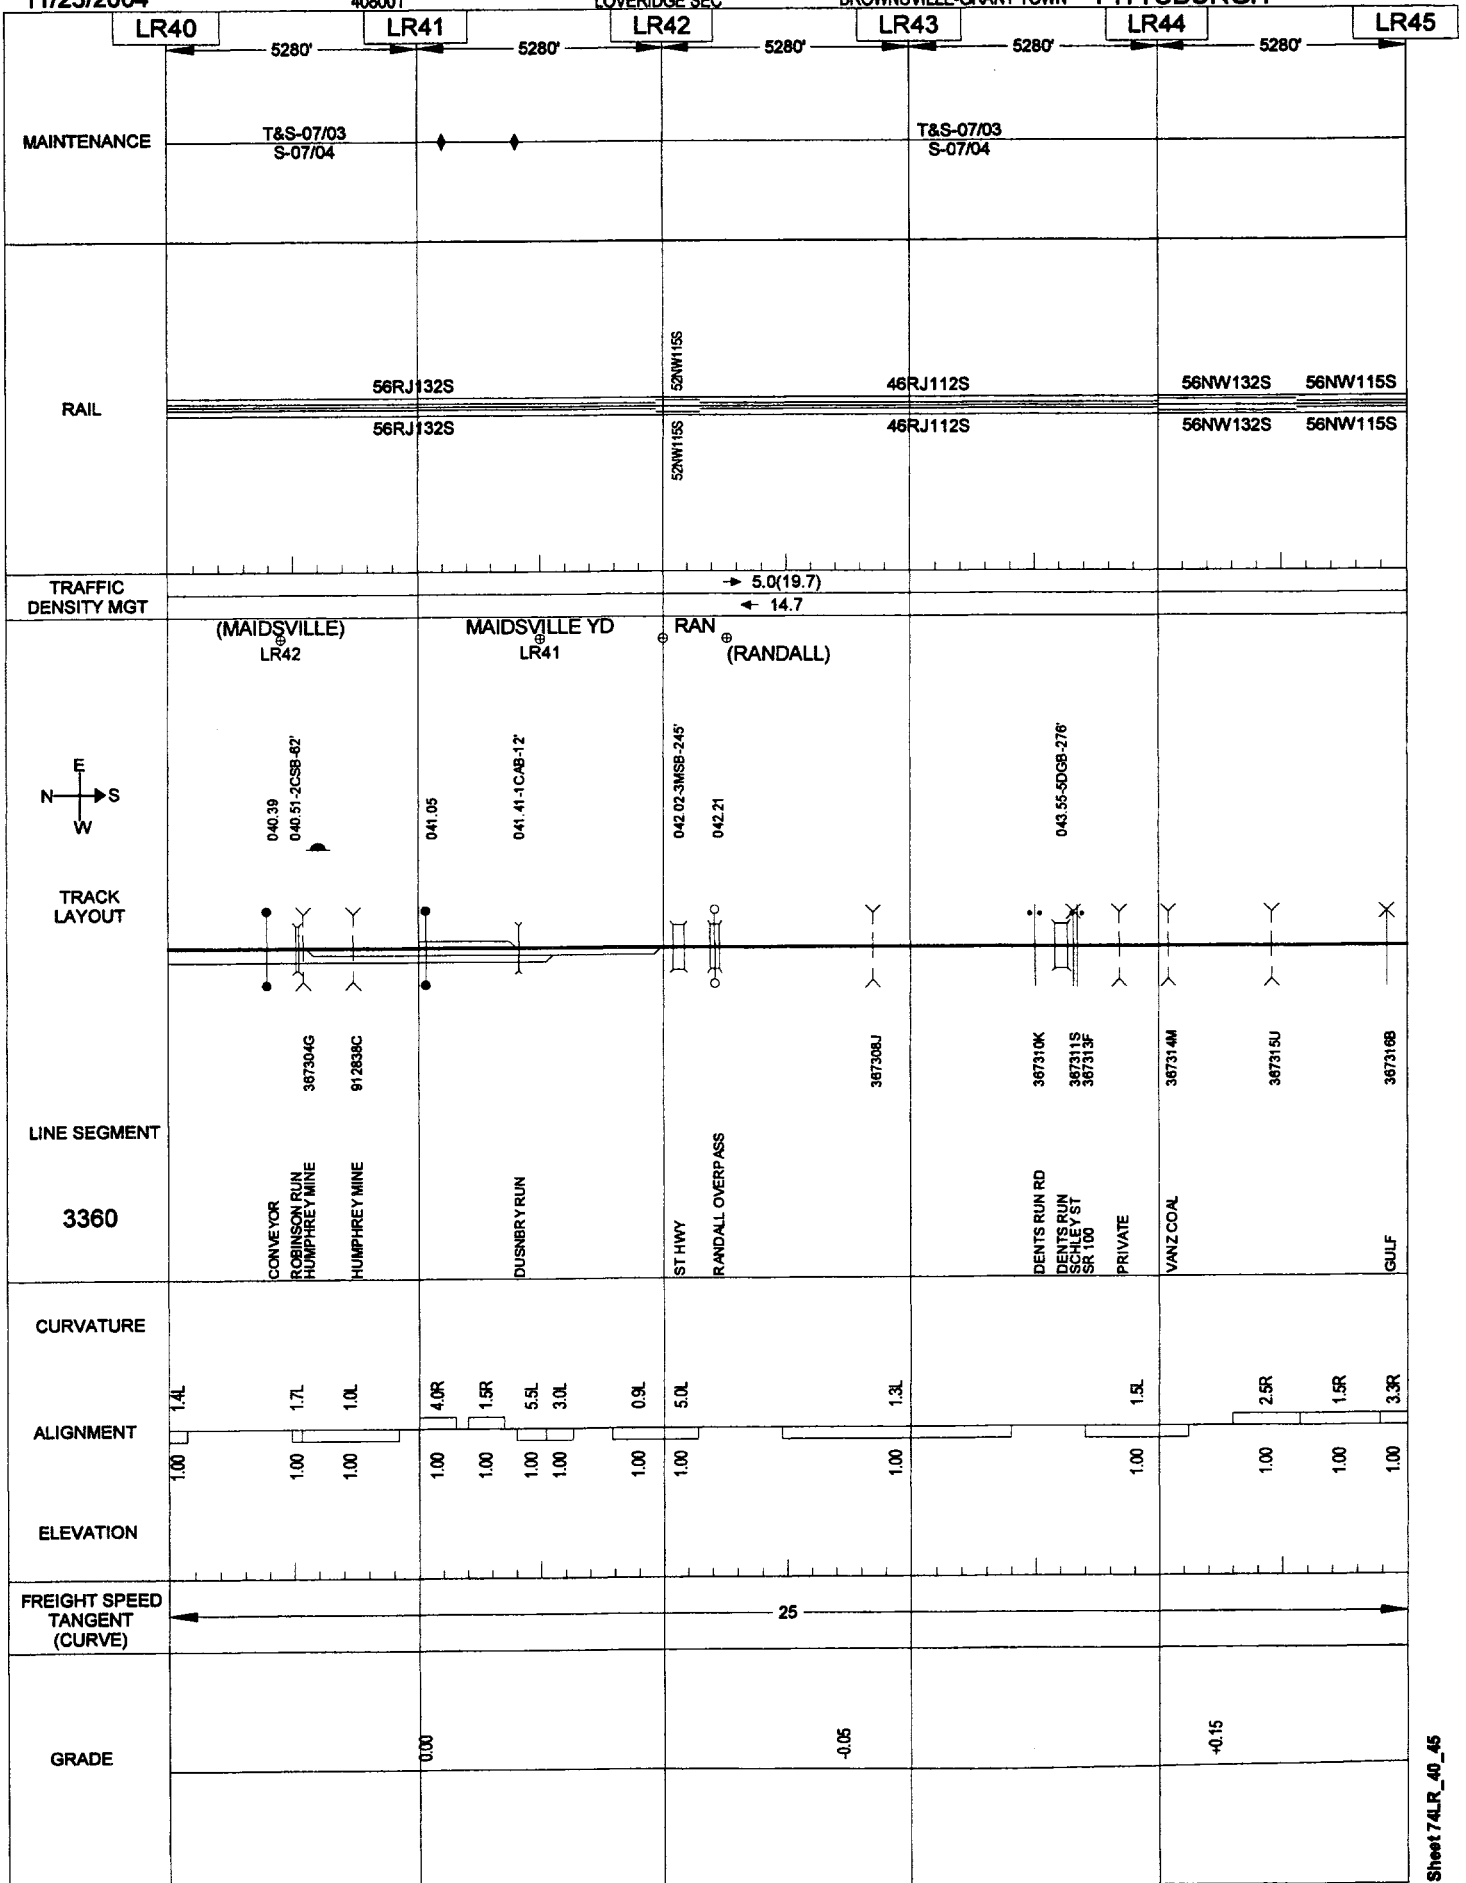 LR40 LR41 LR42 LR43 LR44 LR45
5280' 5280' 5280' 5280' 5280'
MAINTENANCE
T&S-07/03 T&S-07/03
S-07/04 S-07/04
RAIL
56RJ132S 52NW115S 46RJ112S 56NW132S 56NW115S
56RJ132S 52NW115S 46RJ112S 56NW132S 56NW115S
TRAFFIC
DENSITY MGT
5.0(19.7)
14.7
(MAIDSVILLE) MAIDSVILLE YD RAN
LR42 LR41 (RANDALL)
E
N S
W
040.39
040.51-2CSB-62'
041.05
041.41-1CAB-12'
042.02-3MSB-245'
042.21
043.55-5DGB-276'
TRACK
LAYOUT
367304G
912838C
367308J
367310K
367311S
367313F
367314M
367315U
367316B
LINE SEGMENT
3360
CONVEYOR
ROBINSON RUN
HUMPHREY MINE
HUMPHREY MINE
DUSNBRY RUN
ST HWY
RANDALL OVERPASS
DENTS RUN RD
DENTS RUN
SCHLEY ST
SR 100
PRIVATE
VANZ COAL
GULF
CURVATURE
1.4L 1.7L 1.0L 4.0R 1.5R 5.5L 3.0L 0.9L 5.0L 1.3L 1.5L 2.5R 1.5R 3.3R
ALIGNMENT
1.00 1.00 1.00 1.00 1.00 1.00 1.00 1.00 1.00 1.00 1.00 1.00 1.00 1.00
ELEVATION
FREIGHT SPEED
TANGENT
(CURVE)
25
GRADE
0.00 -0.05 +0.15
Sheet 74LR_40_45